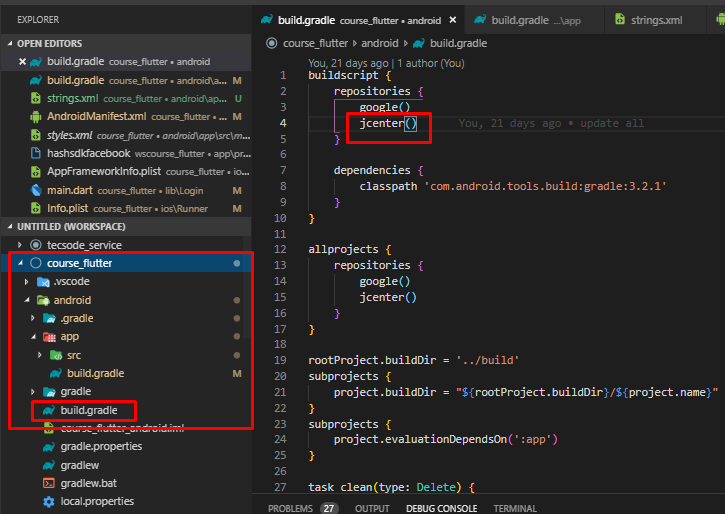 EXPLORER
OPEN EDITORS
build.gradle course_flutter • android
build.gradle course_flutter • android\a... M
strings.xml course_flutter • android\ap... U
AndroidManifest.xml course_flutter • a... M
styles.xml course_flutter • android\app\src\m...
hashsdkfacebook wscourse_flutter • app\pr...
AppFrameworkInfo.plist course_flutter • io...
main.dart course_flutter • lib\Login M
Info.plist course_flutter • ios\Runner M
UNTITLED (WORKSPACE)
tecsode_service
course_flutter
.vscode
android
.gradle
app
src
build.gradle M
gradle
build.gradle
course_flutter_android.iml
gradle.properties
gradlew
gradlew.bat
local.properties
build.gradle course_flutter • android
build.gradle ...\app
strings.xml
course_flutter › android › build.gradle
You, 21 days ago | 1 author (You)
1 buildscript {
2 repositories {
3 google()
4 jcenter() You, 21 days ago • update all
5 }
6
7 dependencies {
8 classpath 'com.android.tools.build:gradle:3.2.1'
9 }
10 }
11
12 allprojects {
13 repositories {
14 google()
15 jcenter()
16 }
17 }
18
19 rootProject.buildDir = '../build'
20 subprojects {
21 project.buildDir = "${rootProject.buildDir}/${project.name}"
22 }
23 subprojects {
24 project.evaluationDependsOn(':app')
25 }
26
27 task clean(type: Delete) {
PROBLEMS 27 OUTPUT DEBUG CONSOLE TERMINAL